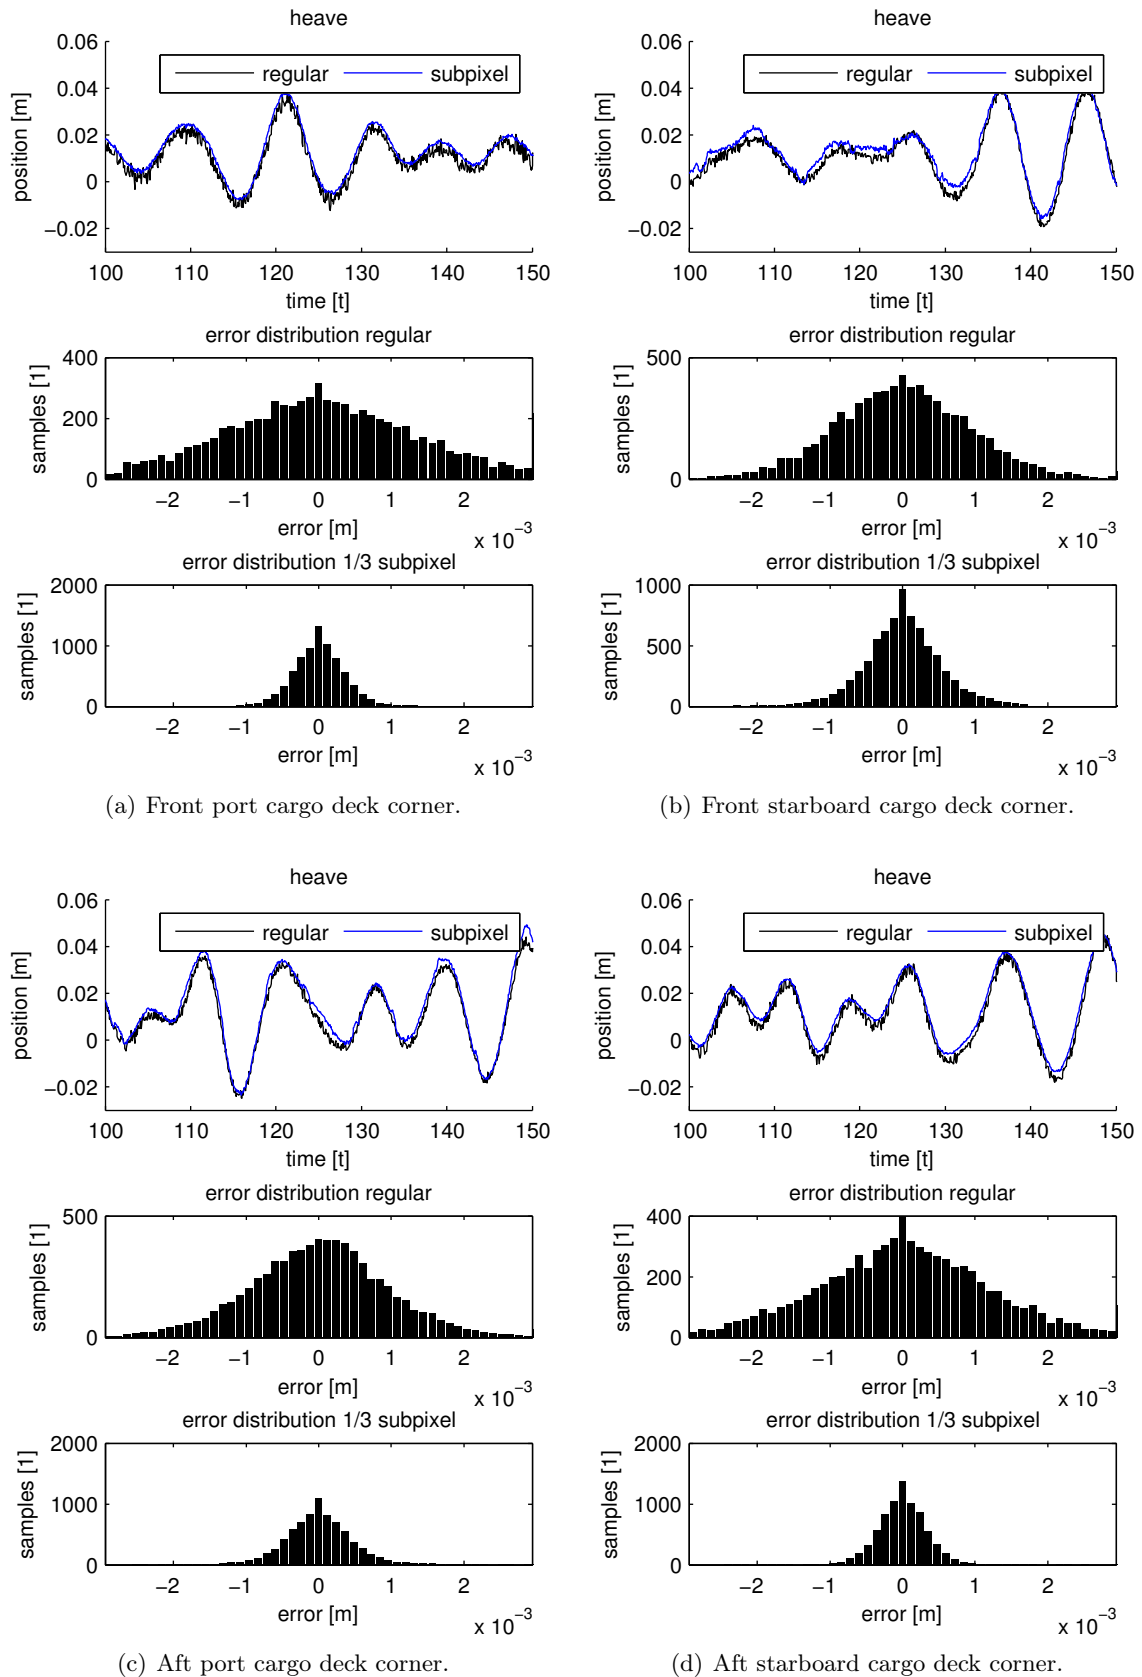 heave
0.06
0.04
0.02
0
−0.02
position [m]
regular
subpixel
100 110 120 130 140 150
time [t]
error distribution regular
400
200
0
samples [1]
−2 −1 0 1 2
error [m]
x 10−3
error distribution 1/3 subpixel
2000
1000
0
samples [1]
−2 −1 0 1 2
error [m]
x 10−3
(a) Front port cargo deck corner.
heave
0.06
0.04
0.02
0
−0.02
position [m]
regular
subpixel
100 110 120 130 140 150
time [t]
error distribution regular
500
0
samples [1]
−2 −1 0 1 2
error [m]
x 10−3
error distribution 1/3 subpixel
1000
500
0
samples [1]
−2 −1 0 1 2
error [m]
x 10−3
(b) Front starboard cargo deck corner.
heave
0.06
0.04
0.02
0
−0.02
position [m]
regular
subpixel
100 110 120 130 140 150
time [t]
error distribution regular
500
0
samples [1]
−2 −1 0 1 2
error [m]
x 10−3
error distribution 1/3 subpixel
2000
1000
0
samples [1]
−2 −1 0 1 2
error [m]
x 10−3
(c) Aft port cargo deck corner.
heave
0.06
0.04
0.02
0
−0.02
position [m]
regular
subpixel
100 110 120 130 140 150
time [t]
error distribution regular
400
200
0
samples [1]
−2 −1 0 1 2
error [m]
x 10−3
error distribution 1/3 subpixel
2000
1000
0
samples [1]
−2 −1 0 1 2
error [m]
x 10−3
(d) Aft starboard cargo deck corner.